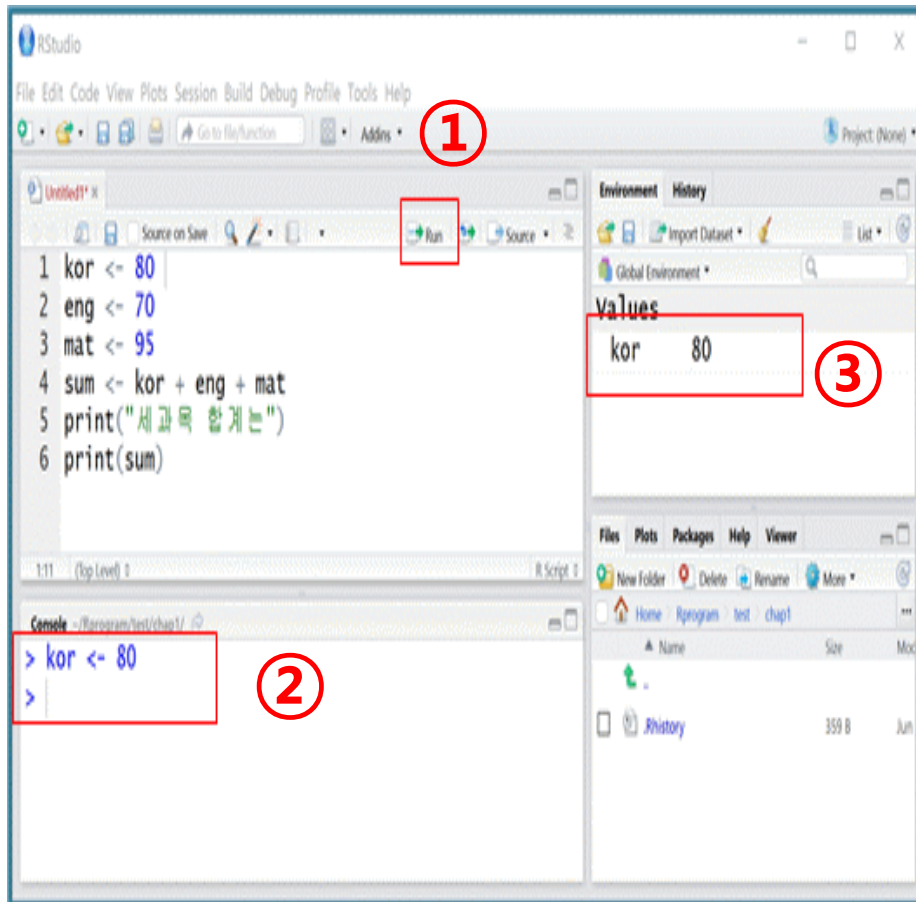 RStudio
File Edit Code View Plots Session Build Debug Profile Tools Help
Go to file/function
Addins
①
Project: (None)
Untitled1*
Source on Save
Run
Source
1 kor <- 80
2 eng <- 70
3 mat <- 95
4 sum <- kor + eng + mat
5 print("세과목 합계는")
6 print(sum)
1:11 (Top Level) R Script
Console ~/Rprogram/test/chap1/
> kor <- 80
>
②
Environment History
Import Dataset
List
Global Environment
Values
kor 80
③
Files Plots Packages Help Viewer
New Folder Delete Rename More
Home Rprogram test chap1
Name Size Mod
..
.Rhistory 359 B Jun